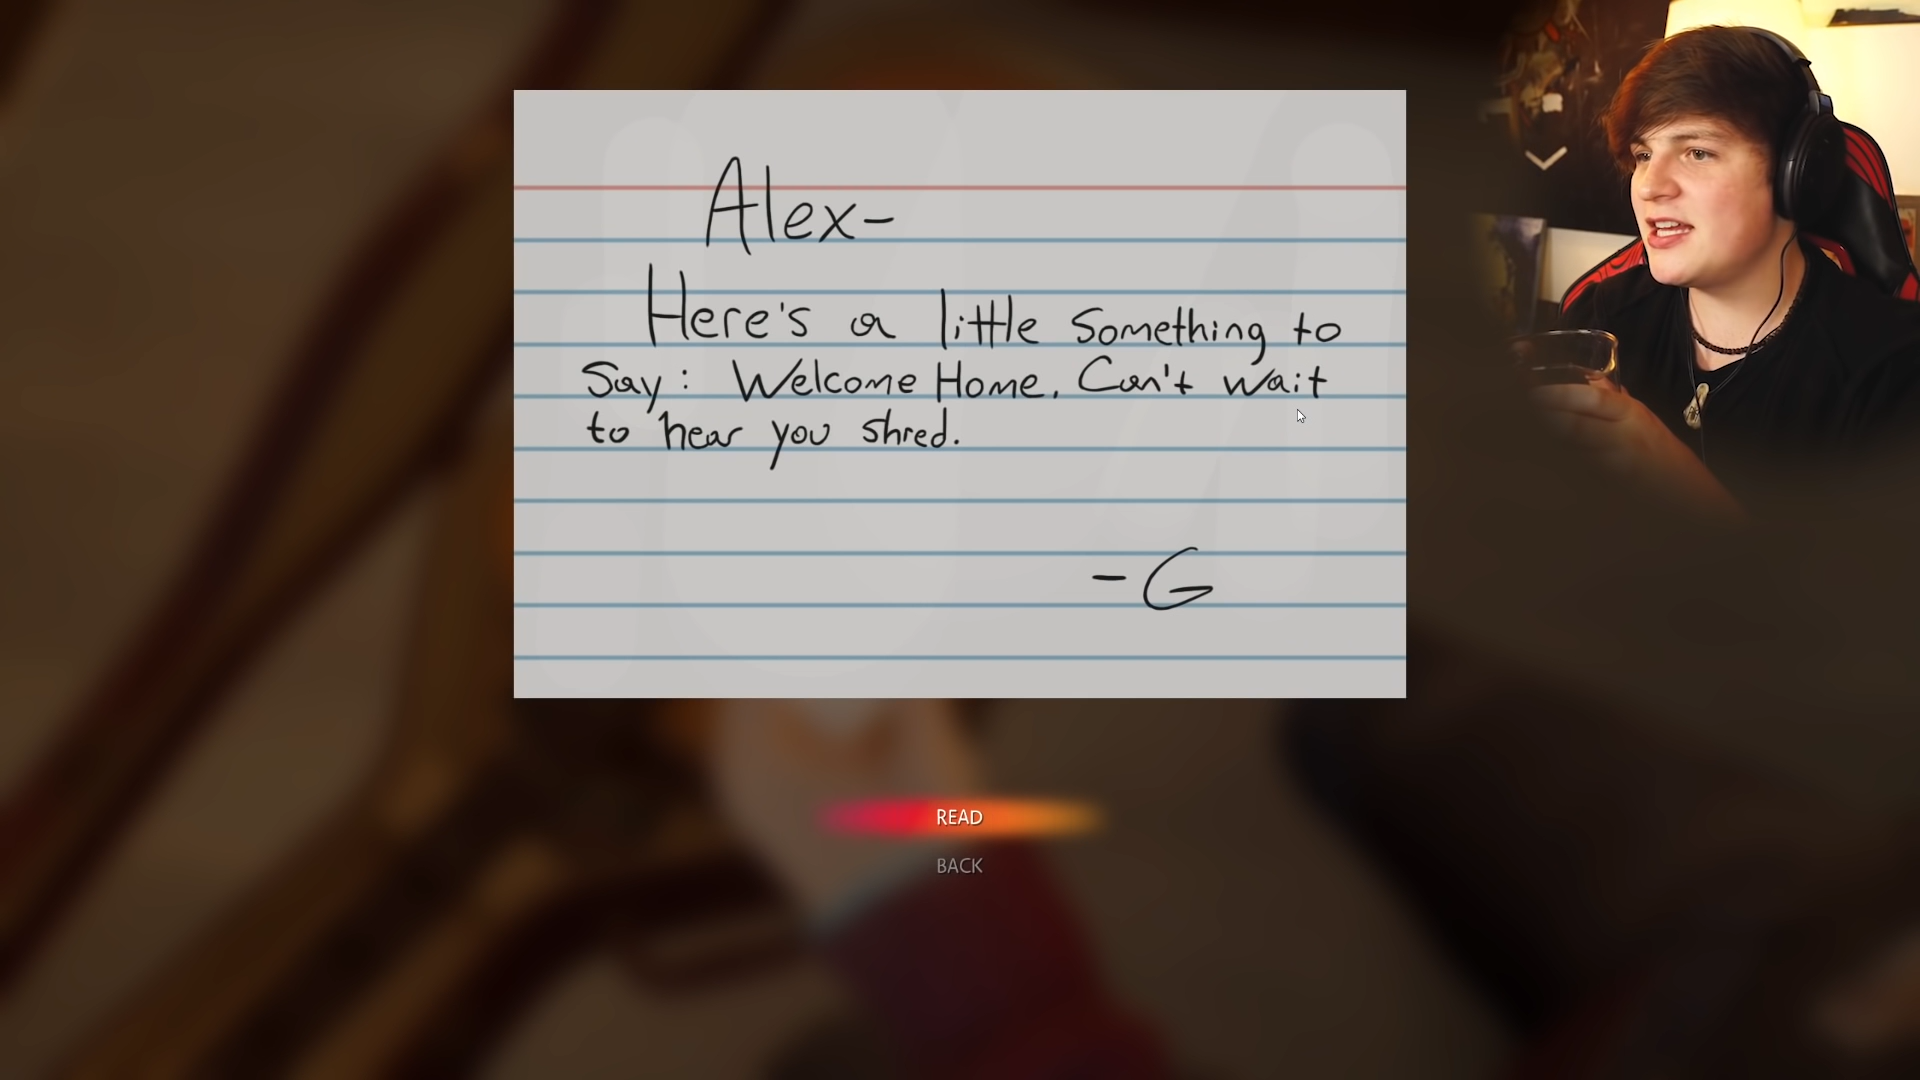 Alex-
Here's a little Something to
Say: Welcome Home. Can't wait
to hear you shred.
-G
READ
BACK